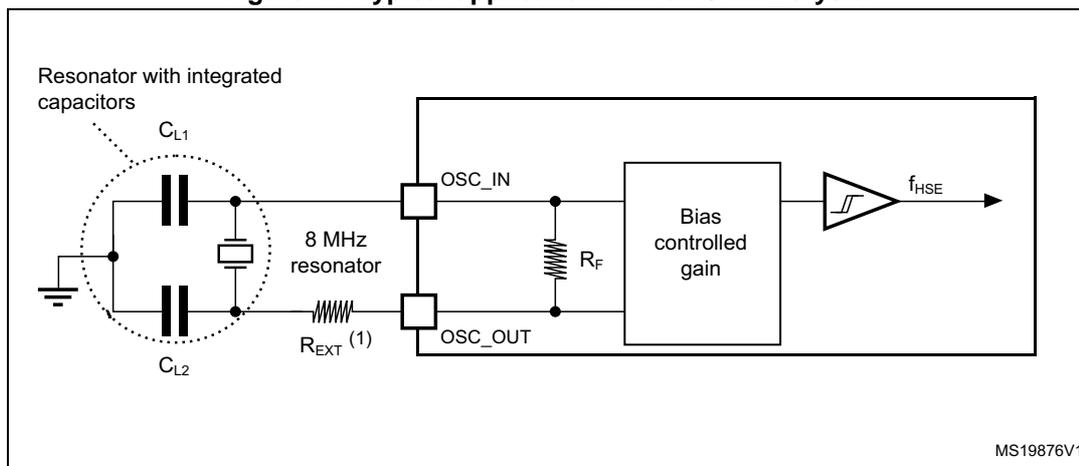 Resonator with integrated
capacitors
CL1
OSC_IN
fHSE
8 MHz
resonator
RF
Bias
controlled
gain
REXT (1)
OSC_OUT
CL2
MS19876V1